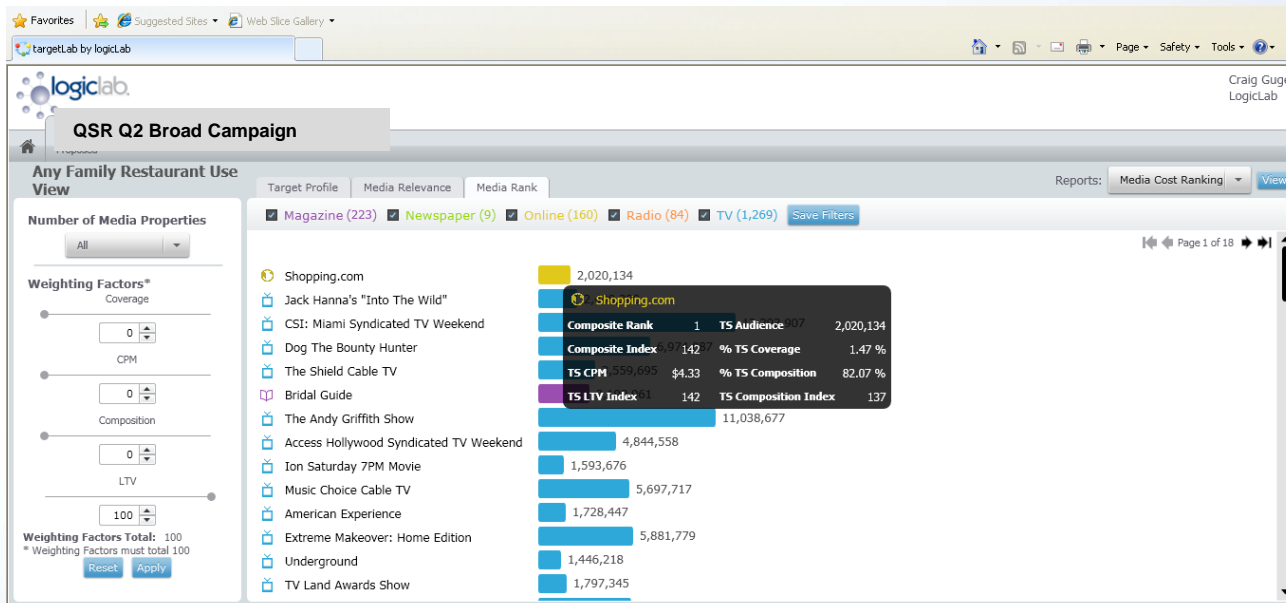 Favorites Suggested Sites Web Slice Gallery
targetLab by logicLab Page Safety Tools
logiclab.
Craig Guge
LogicLab
QSR Q2 Broad Campaign
Any Family Restaurant Use View
Target Profile Media Relevance Media Rank Reports: Media Cost Ranking View
Magazine (223) Newspaper (9) Online (160) Radio (84) TV (1,269) Save Filters
Number of Media Properties
All
Page 1 of 18
Weighting Factors*
Coverage
0
CPM
0
Composition
0
LTV
100
Weighting Factors Total: 100
* Weighting Factors must total 100
Reset Apply
Shopping.com 2,020,134
Jack Hanna's "Into The Wild"
CSI: Miami Syndicated TV Weekend
Dog The Bounty Hunter
The Shield Cable TV
Bridal Guide
The Andy Griffith Show 11,038,677
Access Hollywood Syndicated TV Weekend 4,844,558
Ion Saturday 7PM Movie 1,593,676
Music Choice Cable TV 5,697,717
American Experience 1,728,447
Extreme Makeover: Home Edition 5,881,779
Underground 1,446,218
TV Land Awards Show 1,797,345
Shopping.com
Composite Rank 1 TS Audience 2,020,134
Composite Index 142 % TS Coverage 1.47 %
TS CPM $4.33 % TS Composition 82.07 %
TS LTV Index 142 TS Composition Index 137